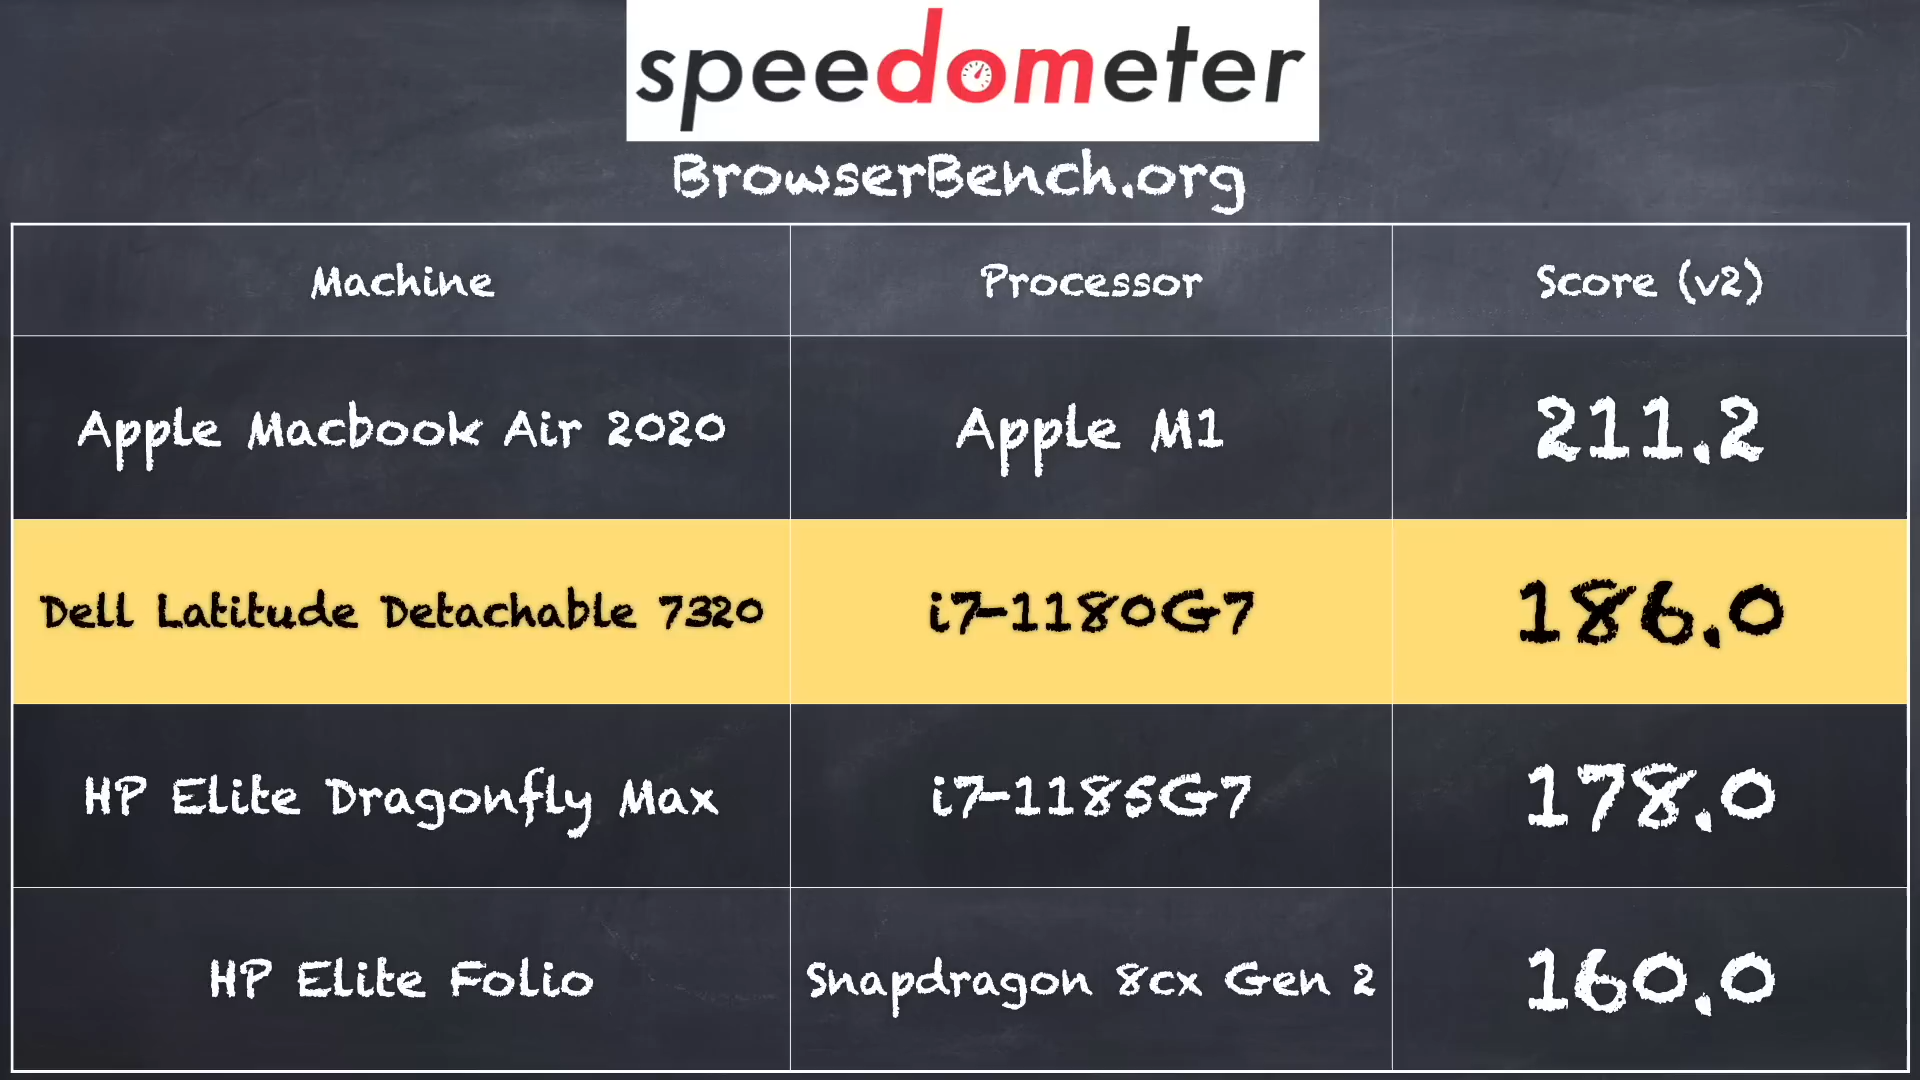 speedometer
BrowserBench.org
Machine Processor Score (v2)
Apple Macbook Air 2020 Apple M1 211.2
Dell Latitude Detachable 7320 i7-1180G7 186.0
HP Elite Dragonfly Max i7-1185G7 178.0
HP Elite Folio Snapdragon 8cx Gen 2 160.0